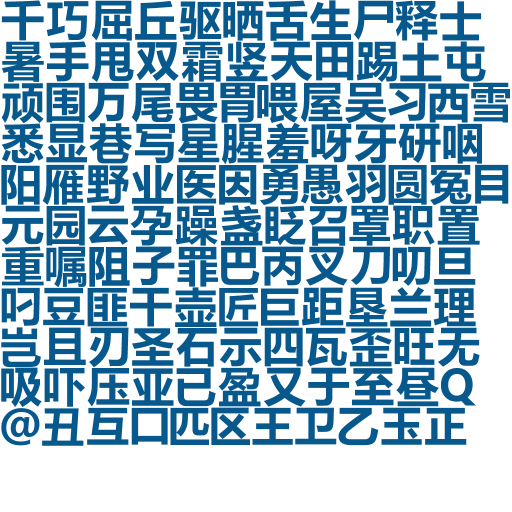 千巧屈丘驱晒舌生尸释士
暑手甩双霜竖天田踢土屯
顽围万尾畏胃喂屋吴习西雪
悉显巷写星腥羞呀牙研咽
阳雁野业医因勇愚羽圆冤目
元园云孕躁盏眨召罩职置
重嘱阻子罪巴丙叉刀叨旦
叼豆匪干壶匠巨距垦兰理
岂且刃圣石示四瓦歪旺无
吸吓压亚已盈又于至昼Q
@丑互口匹区王卫乙玉正